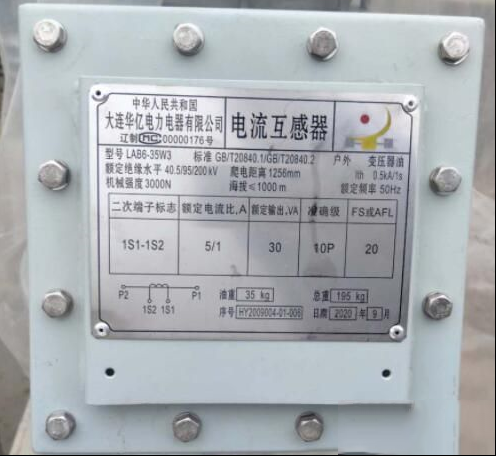 中华人民共和国
大连华亿电力电器有限公司
辽制 MC 00000176号
电流互感器
型号 LAB6-35W3 标准 GB/T20840.1/GB/T20840.2 户外 变压器油
额定绝缘水平 40.5/95/200 kV 爬电距离 1256mm Ith 0.5kA/1s
机械强度 3000N 海拔≤1000 m 额定频率 50Hz
二次端子标志 额定电流比,A 额定输出,VA 准确级 FS或AFL
1S1-1S2 5/1 30 10P 20
P2 P1
1S2 1S1
油重 35 kg 总重 195 kg
序号 HY2009004-01-006 日期 2020 年 9 月